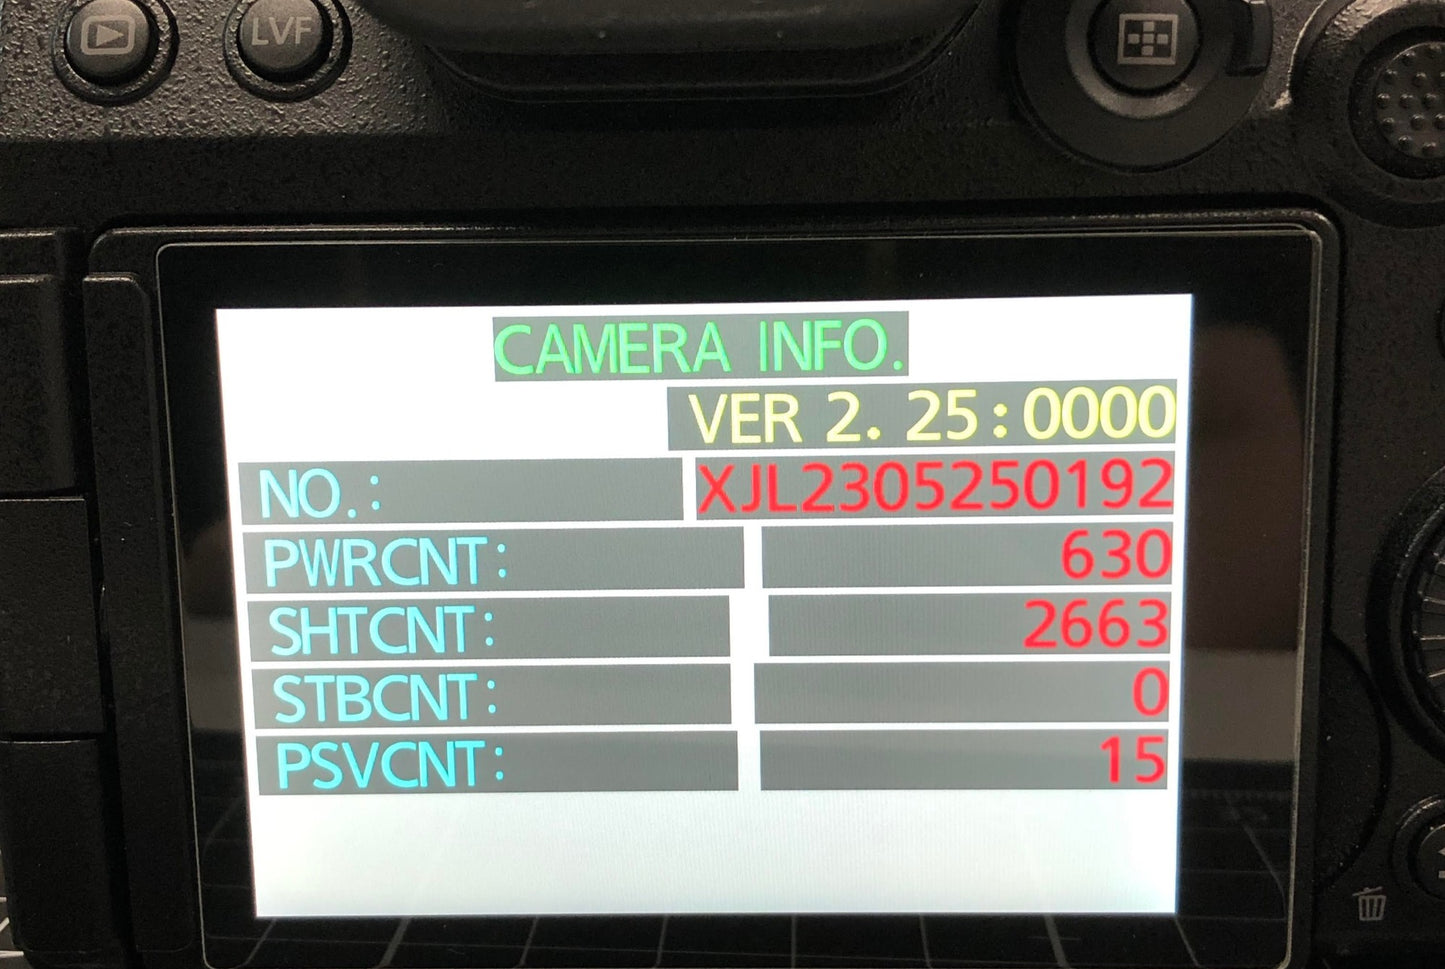 LVF
CAMERA INFO.
VER 2. 25:0000
NO.: XJL2305250192
PWRCNT: 630
SHTCNT: 2663
STBCNT: 0
PSVCNT: 15